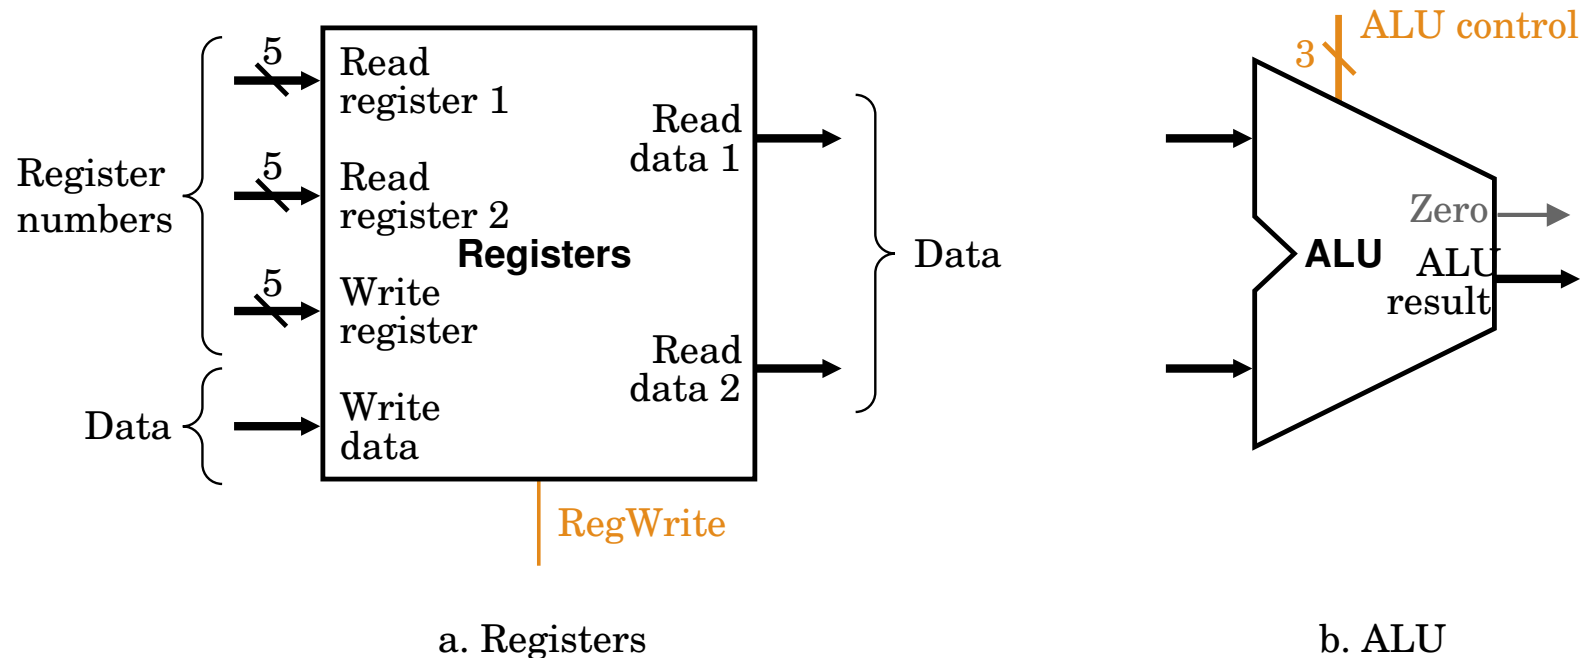 Register
numbers
Data
5
Read
register 1
5
Read
register 2
5
Write
register
Write
data
Registers
Read
data 1
Read
data 2
Data
RegWrite
a. Registers
ALU control
3
Zero
ALU
ALU
result
b. ALU